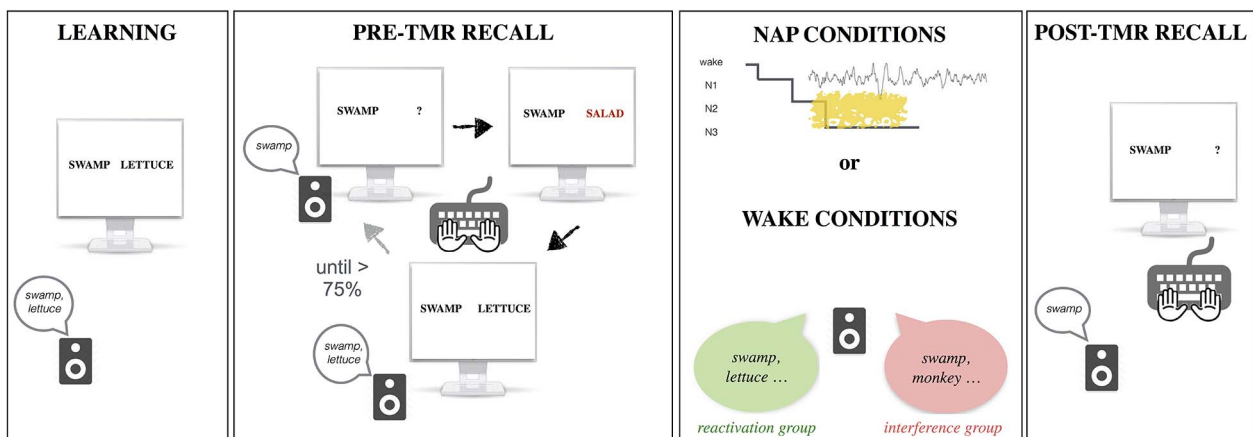 LEARNING
SWAMP LETTUCE
swamp,
lettuce
PRE-TMR RECALL
SWAMP ?
swamp
SWAMP SALAD
until >
75%
SWAMP LETTUCE
swamp,
lettuce
NAP CONDITIONS
wake
N1
N2
N3
or
WAKE CONDITIONS
swamp,
lettuce ...
reactivation group
swamp,
monkey ...
interference group
POST-TMR RECALL
SWAMP ?
swamp